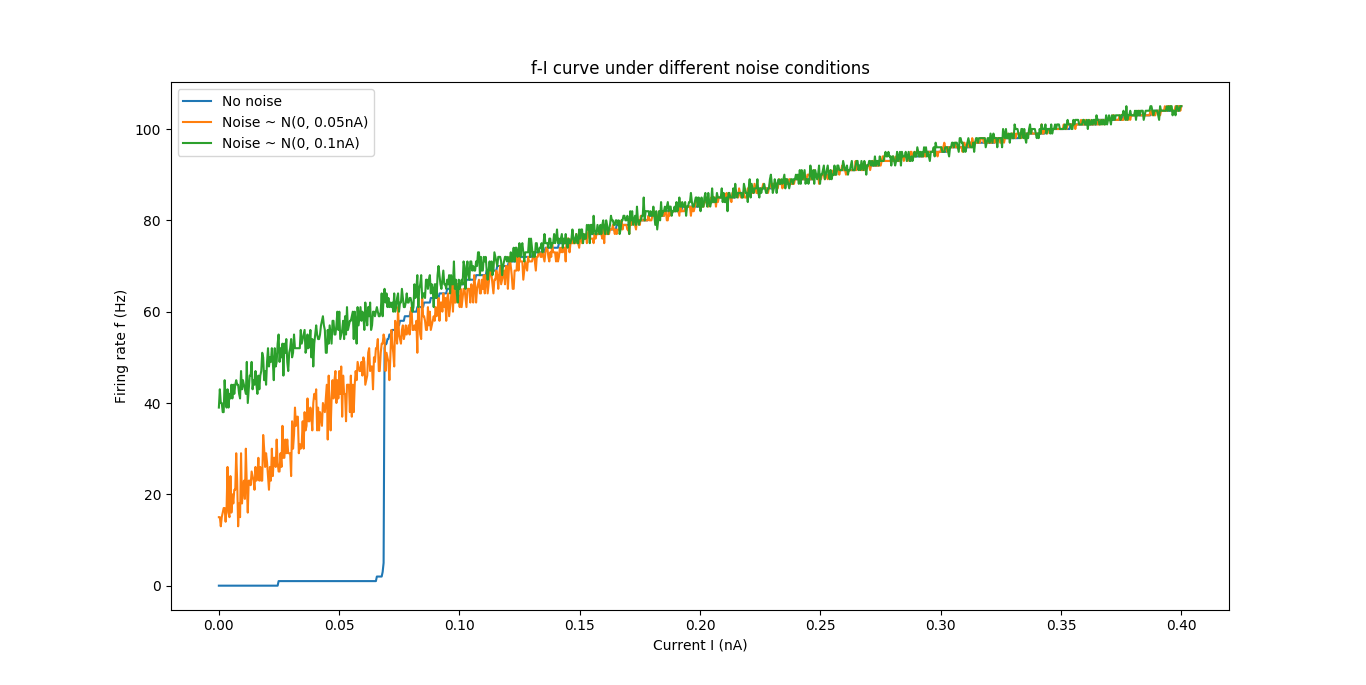 f-I curve under different noise conditions
No noise
Noise ~ N(0, 0.05nA)
Noise ~ N(0, 0.1nA)
Firing rate f (Hz)
100
80
60
40
20
0
0.00 0.05 0.10 0.15 0.20 0.25 0.30 0.35 0.40
Current I (nA)